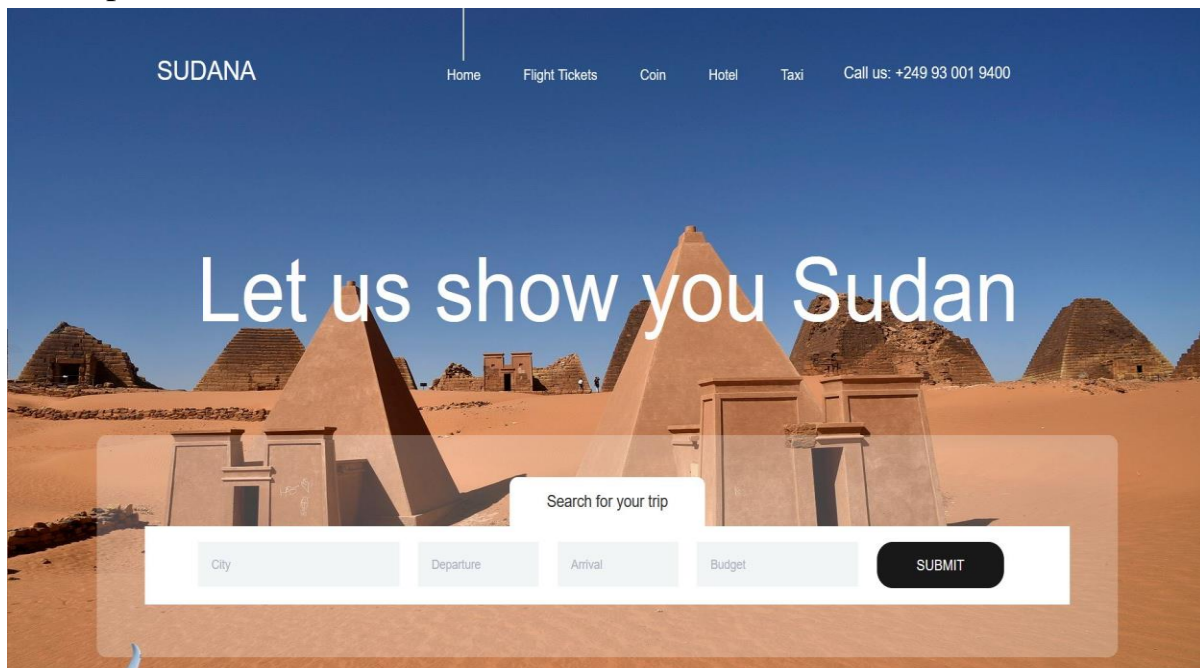 SUDANA
Home Flight Tickets Coin Hotel Taxi Call us: +249 93 001 9400
Let us show you Sudan
Search for your trip
City Departure Arrival Budget SUBMIT